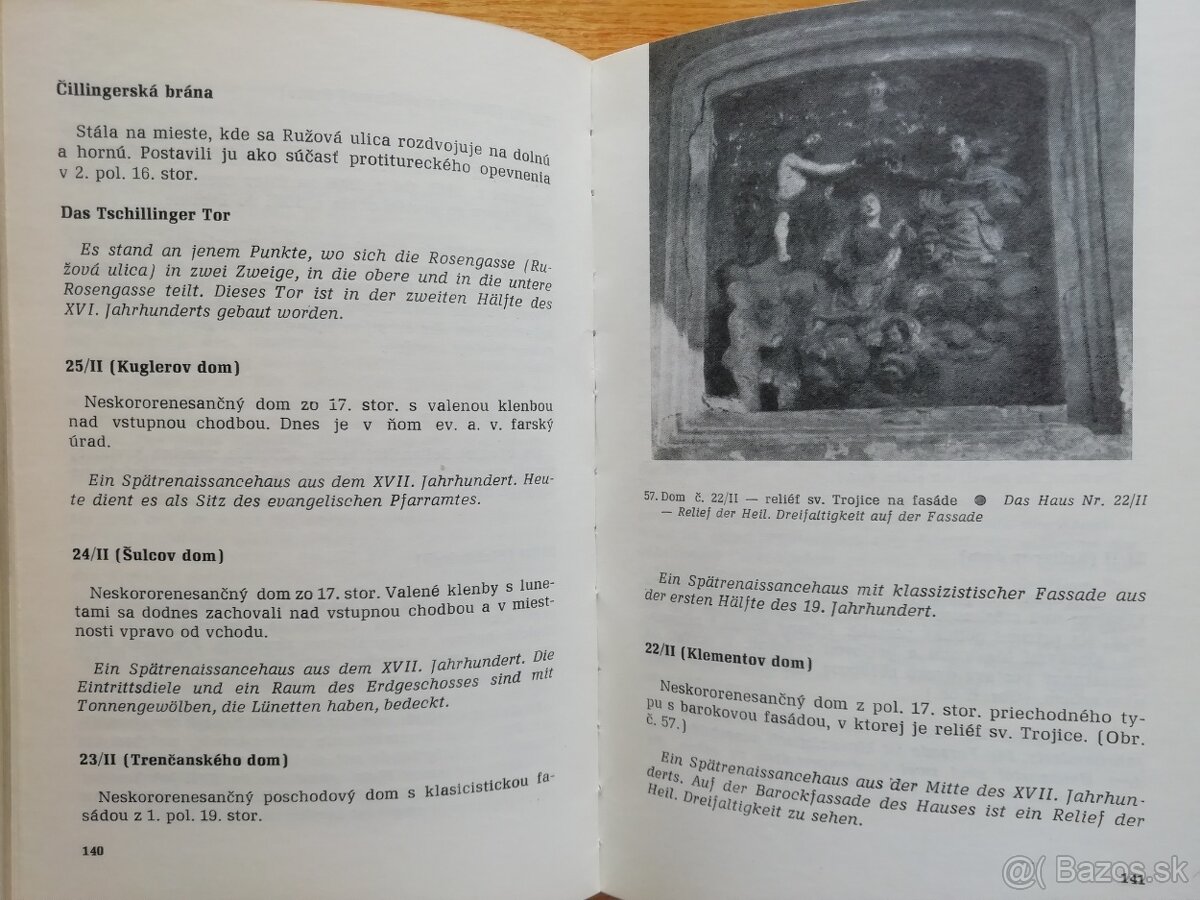 Čillingerská brána
Stála na mieste, kde sa Ružová ulica rozdvojuje na dolnú
a hornú. Postavili ju ako súčasť protitureckého opevnenia
v 2. pol. 16. stor.
Das Tschillinger Tor
Es stand an jenem Punkte, wo sich die Rosengasse (Ru-
žová ulica) in zwei Zweige, in die obere und in die untere
Rosengasse teilt. Dieses Tor ist in der zweiten Hälfte des
XVI. Jahrhunderts gebaut worden.
25/II (Kuglerov dom)
Neskororenesančný dom zo 17. stor. s valenou klenbou
nad vstupnou chodbou. Dnes je v ňom ev. a. v. farský
úrad.
Ein Spätrenaissancehaus aus dem XVII. Jahrhundert. Heu-
te dient es als Sitz des evangelischen Pfarramtes.
24/II (Šulcov dom)
Neskororenesančný dom zo 17. stor. Valené klenby s lune-
tami sa dodnes zachovali nad vstupnou chodbou a v miest-
nosti vpravo od vchodu.
Ein Spätrenaissancehaus aus dem XVII. Jahrhundert. Die
Eintrittsdiele und ein Raum des Erdgeschosses sind mit
Tonnengewölben, die Lünetten haben, bedeckt.
23/II (Trenčanského dom)
Neskororenesančný poschodový dom s klasicistickou fa-
sádou z 1. pol. 19. stor.
140
57. Dom č. 22/II — reliéf sv. Trojice na fasáde ● Das Haus Nr. 22/II
— Relief der Heil. Dreifaltigkeit auf der Fassade
Ein Spätrenaissancehaus mit klassizistischer Fassade aus
der ersten Hälfte des 19. Jahrhundert.
22/II (Klementov dom)
Neskororenesančný dom z pol. 17. stor. priechodného ty-
pu s barokovou fasádou, v ktorej je reliéf sv. Trojice. (Obr.
č. 57.)
Ein Spätrenaissancehaus aus der Mitte des XVII. Jahrhun-
derts. Auf der Barockfassade des Hauses ist ein Relief der
Heil. Dreifaltigkeit zu sehen.
141
@( Bazos.sk